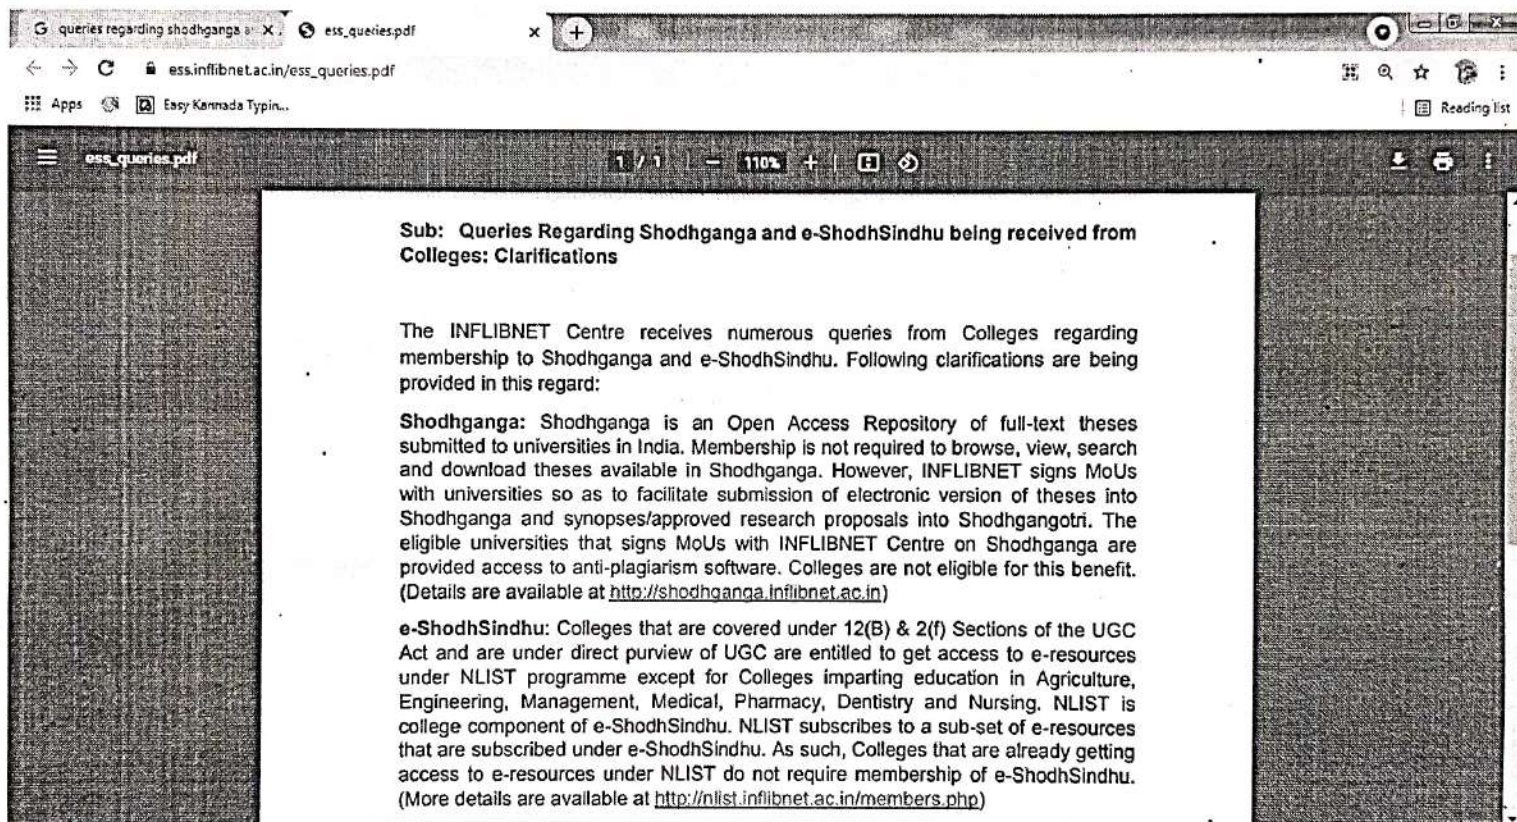 G queries regarding shodhganga a
ess_queries.pdf
ess.inflibnet.ac.in/ess_queries.pdf
Apps
Easy Kannada Typin...
Reading list
ess_queries.pdf
1 / 1
110%
Sub: Queries Regarding Shodhganga and e-ShodhSindhu being received from
Colleges: Clarifications
The INFLIBNET Centre receives numerous queries from Colleges regarding
membership to Shodhganga and e-ShodhSindhu. Following clarifications are being
provided in this regard:
Shodhganga: Shodhganga is an Open Access Repository of full-text theses
submitted to universities in India. Membership is not required to browse, view, search
and download theses available in Shodhganga. However, INFLIBNET signs MoUs
with universities so as to facilitate submission of electronic version of theses into
Shodhganga and synopses/approved research proposals into Shodhgangotri. The
eligible universities that signs MoUs with INFLIBNET Centre on Shodhganga are
provided access to anti-plagiarism software. Colleges are not eligible for this benefit.
(Details are available at http://shodhganga.inflibnet.ac.in)
e-ShodhSindhu: Colleges that are covered under 12(B) & 2(f) Sections of the UGC
Act and are under direct purview of UGC are entitled to get access to e-resources
under NLIST programme except for Colleges imparting education in Agriculture,
Engineering, Management, Medical, Pharmacy, Dentistry and Nursing. NLIST is
college component of e-ShodhSindhu. NLIST subscribes to a sub-set of e-resources
that are subscribed under e-ShodhSindhu. As such, Colleges that are already getting
access to e-resources under NLIST do not require membership of e-ShodhSindhu.
(More details are available at http://nlist.inflibnet.ac.in/members.php)